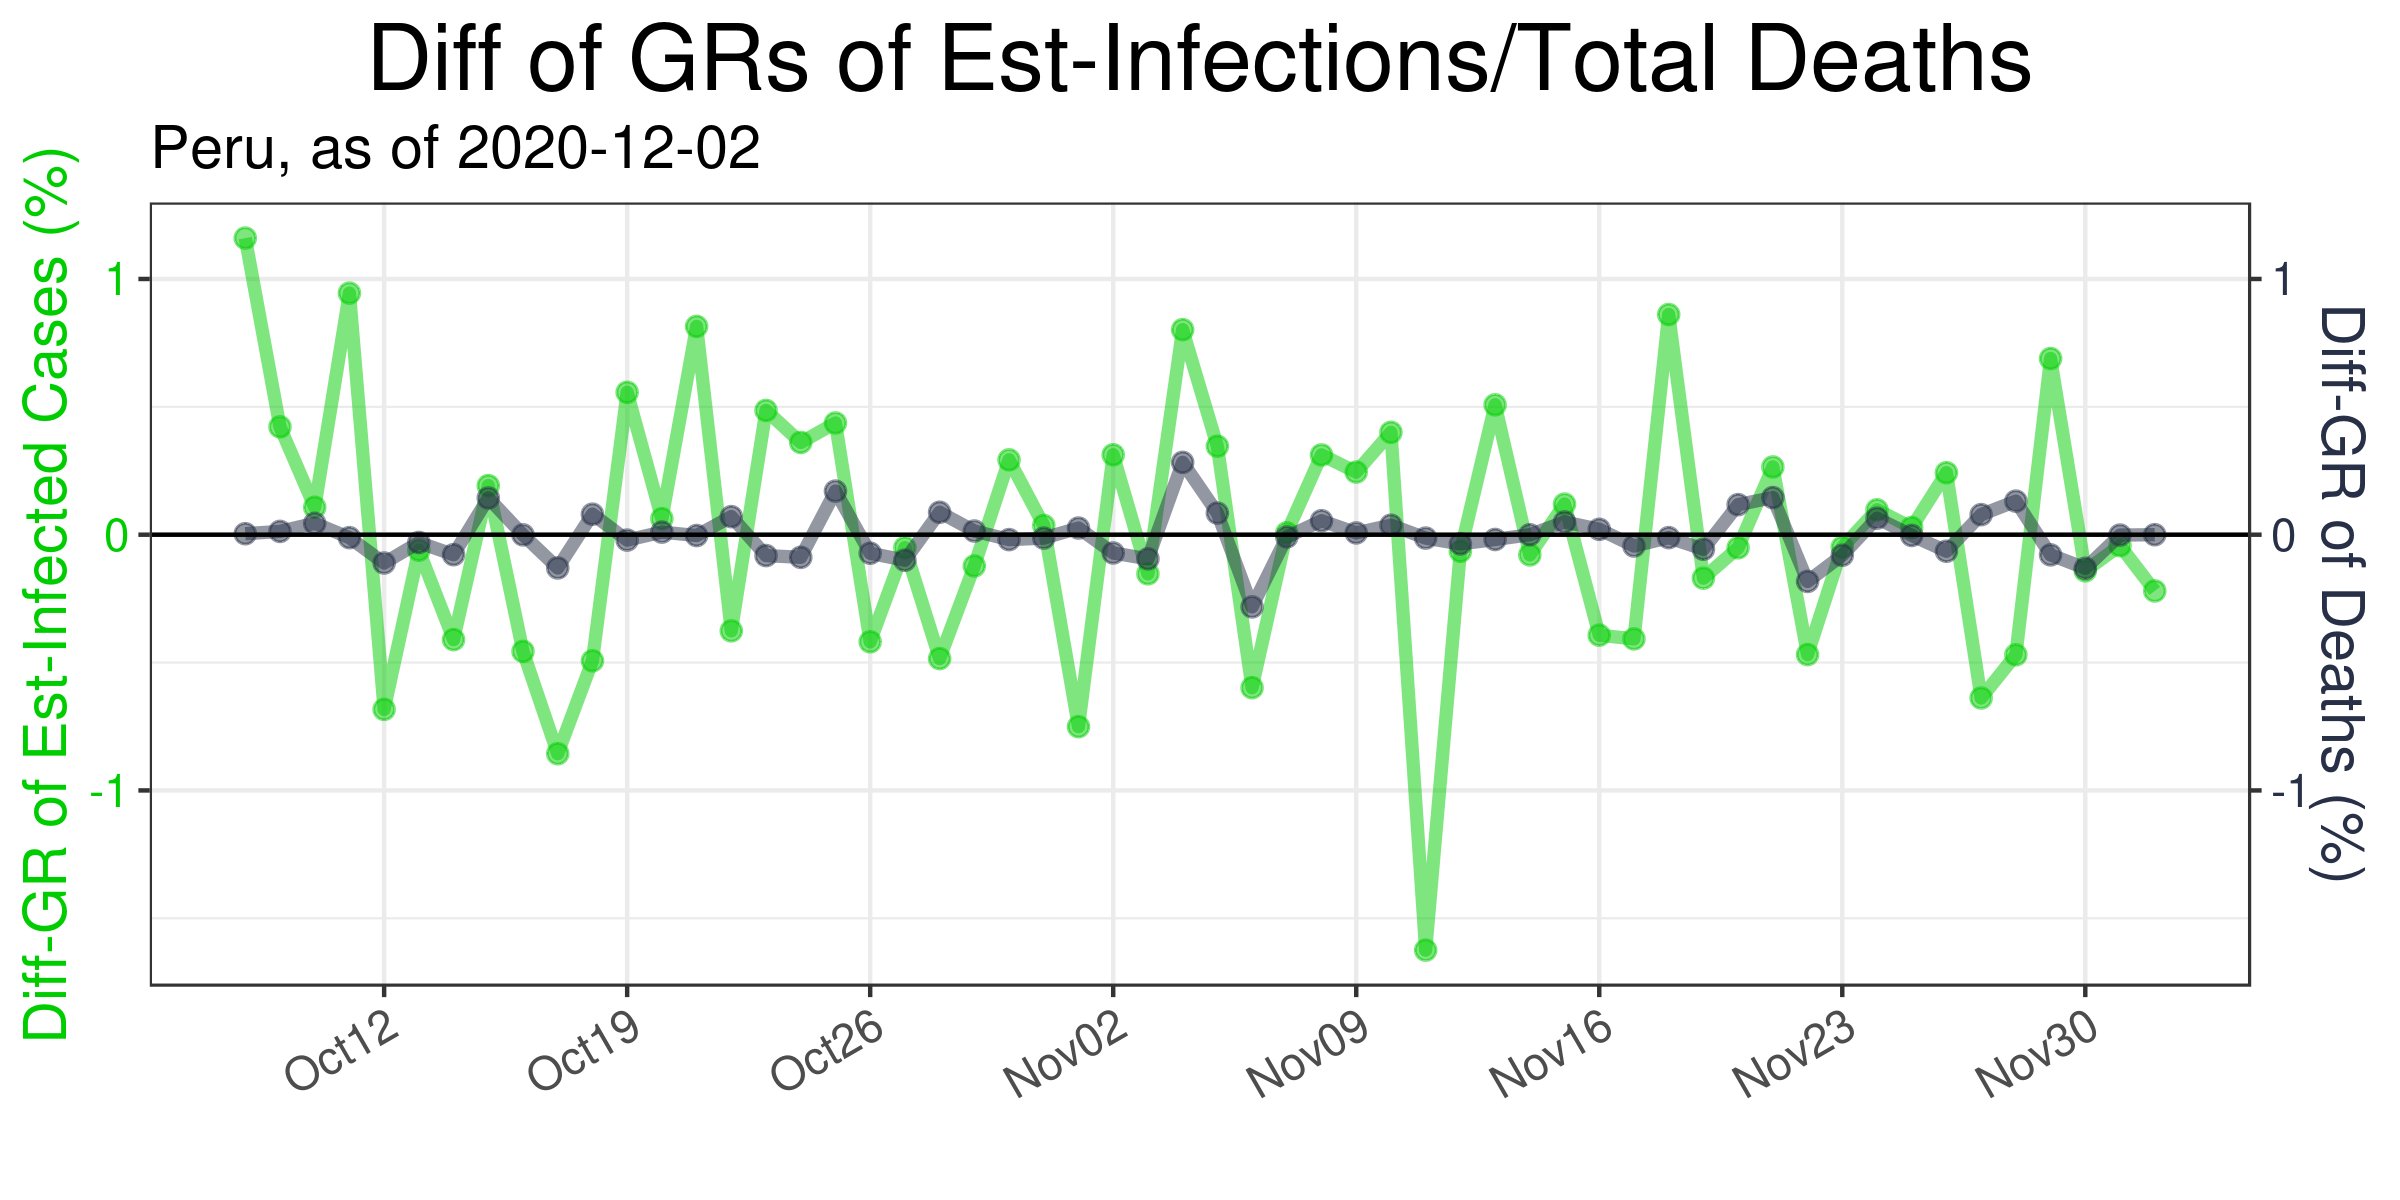 Diff of GRs of Est-Infections/Total Deaths
Peru, as of 2020-12-02
Diff-GR of Est-Infected Cases (%)
1
0
-1
1
0
-1
Diff-GR of Deaths (%)
Oct12
Oct19
Oct26
Nov02
Nov09
Nov16
Nov23
Nov30